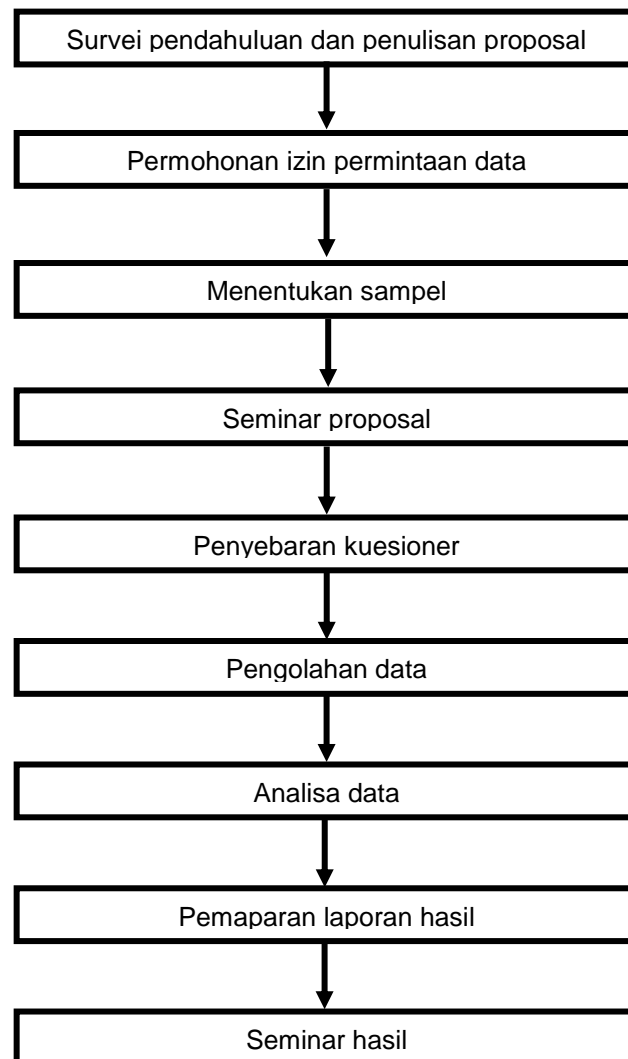 Survei pendahuluan dan penulisan proposal
Permohonan izin permintaan data
Menentukan sampel
Seminar proposal
Penyebaran kuesioner
Pengolahan data
Analisa data
Pemaparan laporan hasil
Seminar hasil